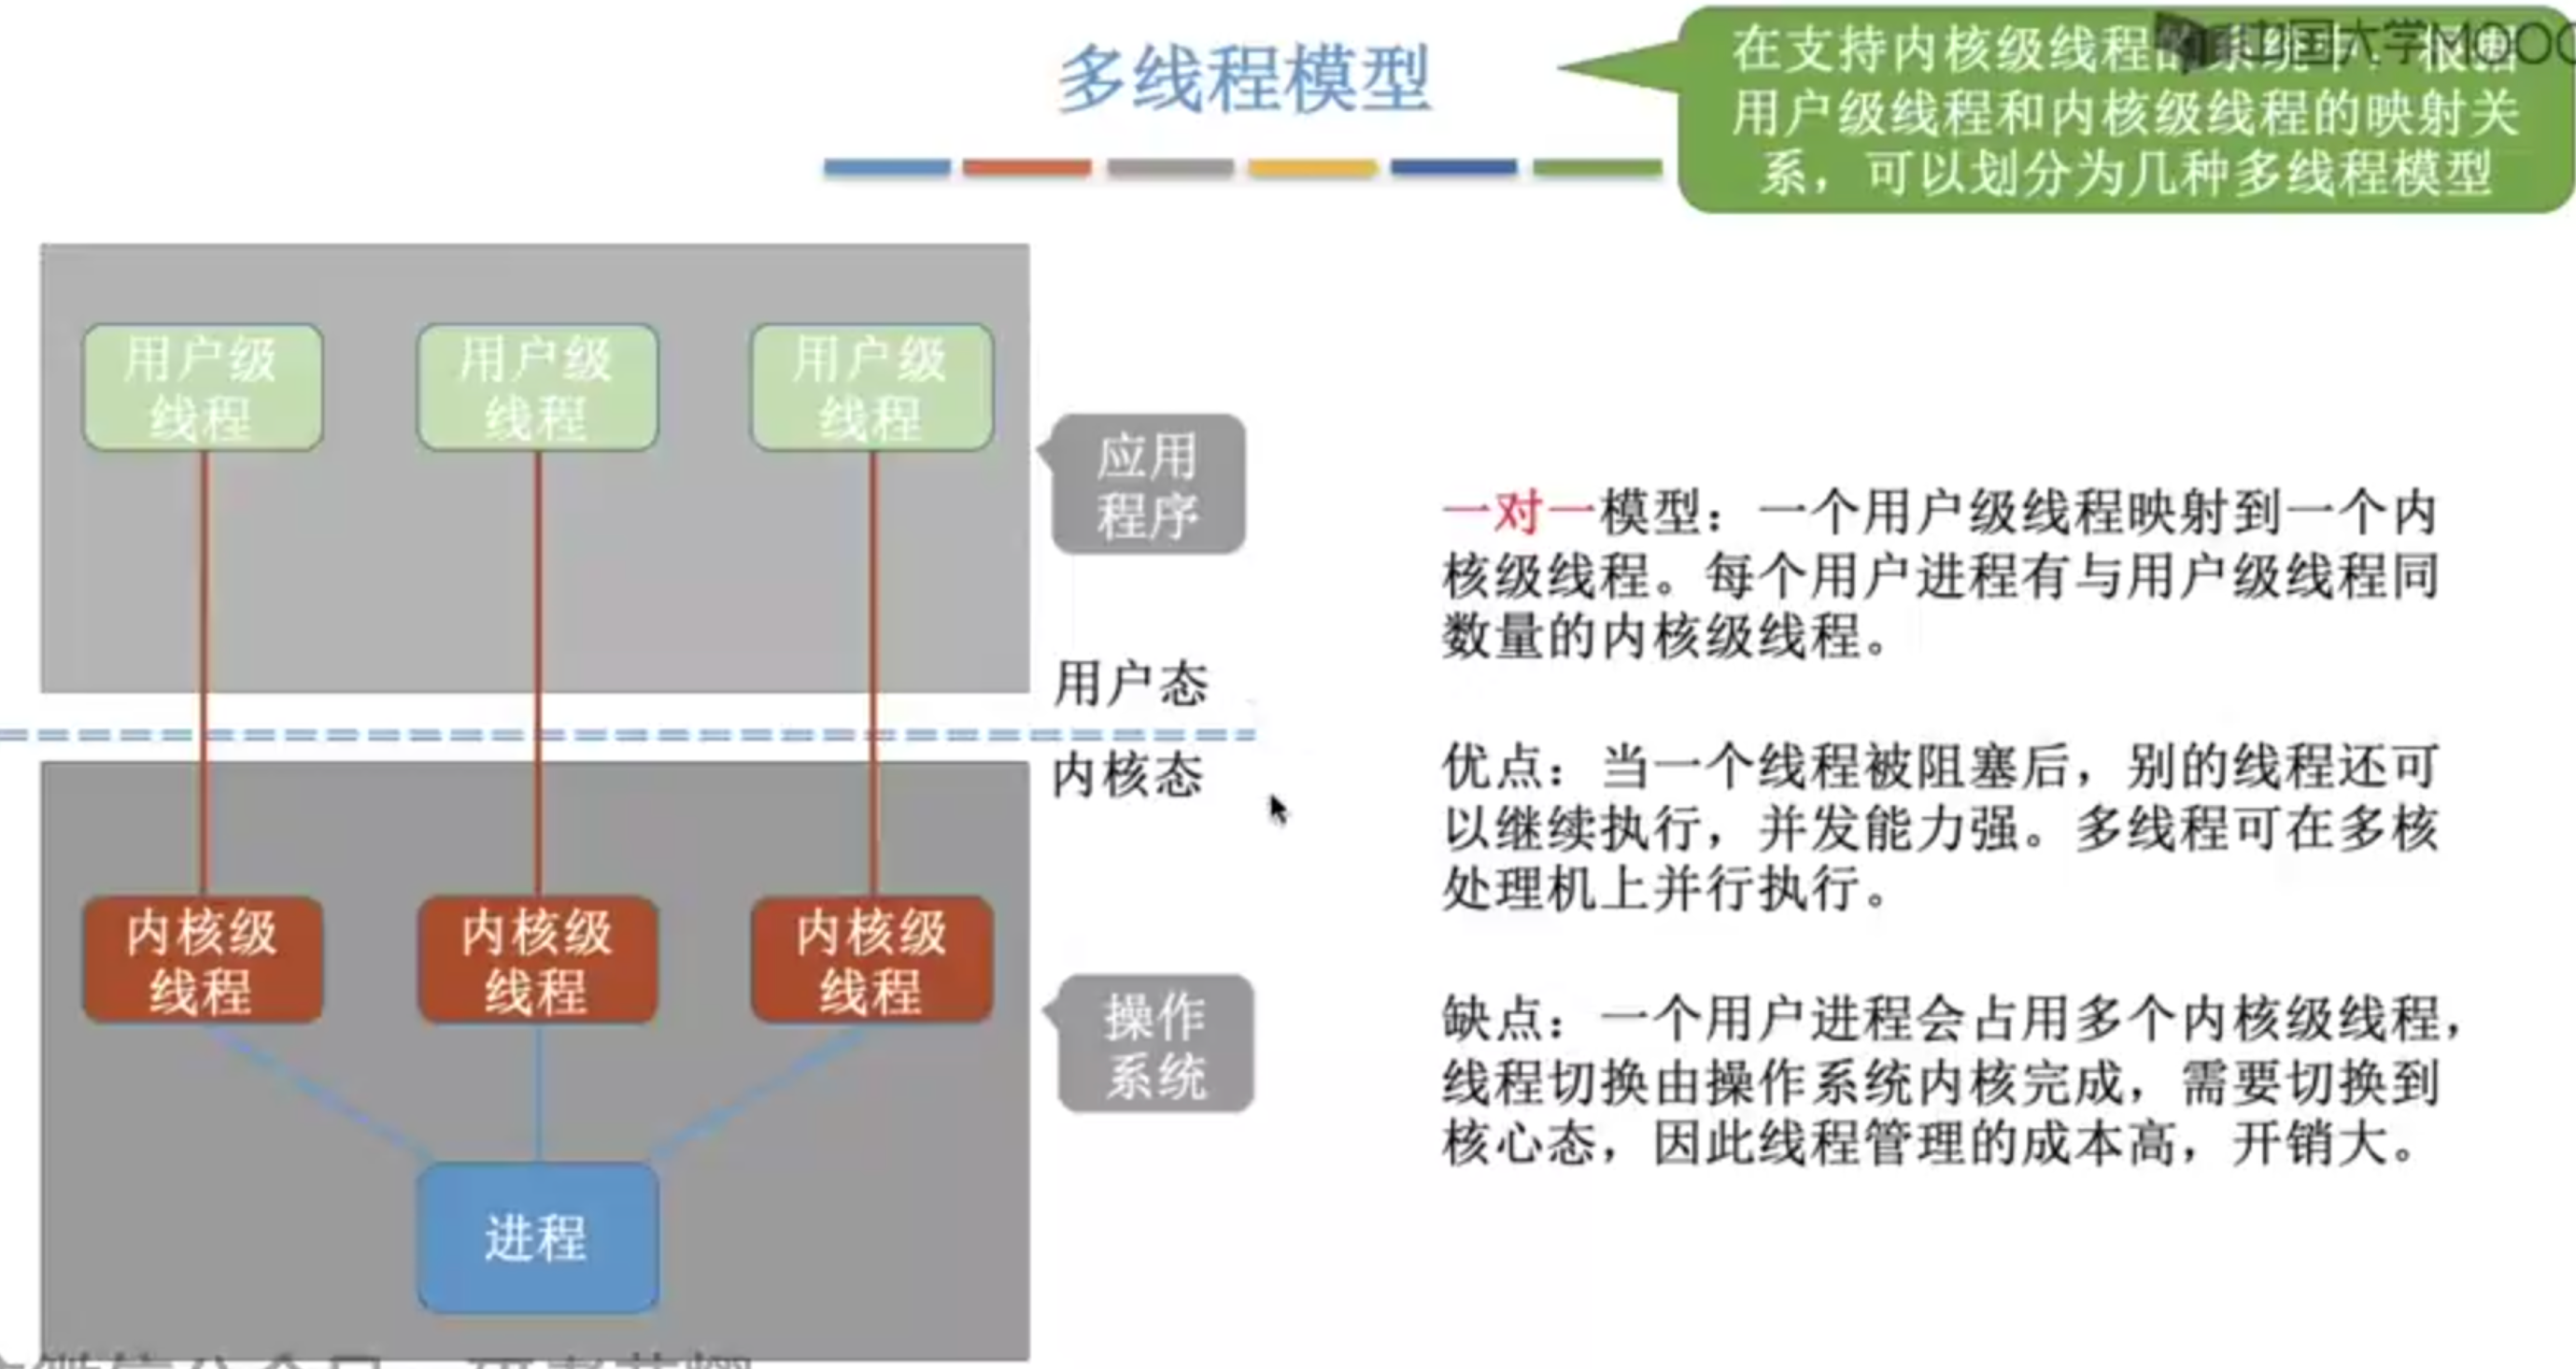 多线程模型
在支持内核级线程的系统中，根据
用户级线程和内核级线程的映射关
系，可以划分为几种多线程模型
中国大学MOOC
用户级
线程
用户级
线程
用户级
线程
应用
程序
用户态
内核态
内核级
线程
内核级
线程
内核级
线程
操作
系统
进程
一对一模型：一个用户级线程映射到一个内
核级线程。每个用户进程有与用户级线程同
数量的内核级线程。
优点：当一个线程被阻塞后，别的线程还可
以继续执行，并发能力强。多线程可在多核
处理机上并行执行。
缺点：一个用户进程会占用多个内核级线程，
线程切换由操作系统内核完成，需要切换到
核心态，因此线程管理的成本高，开销大。